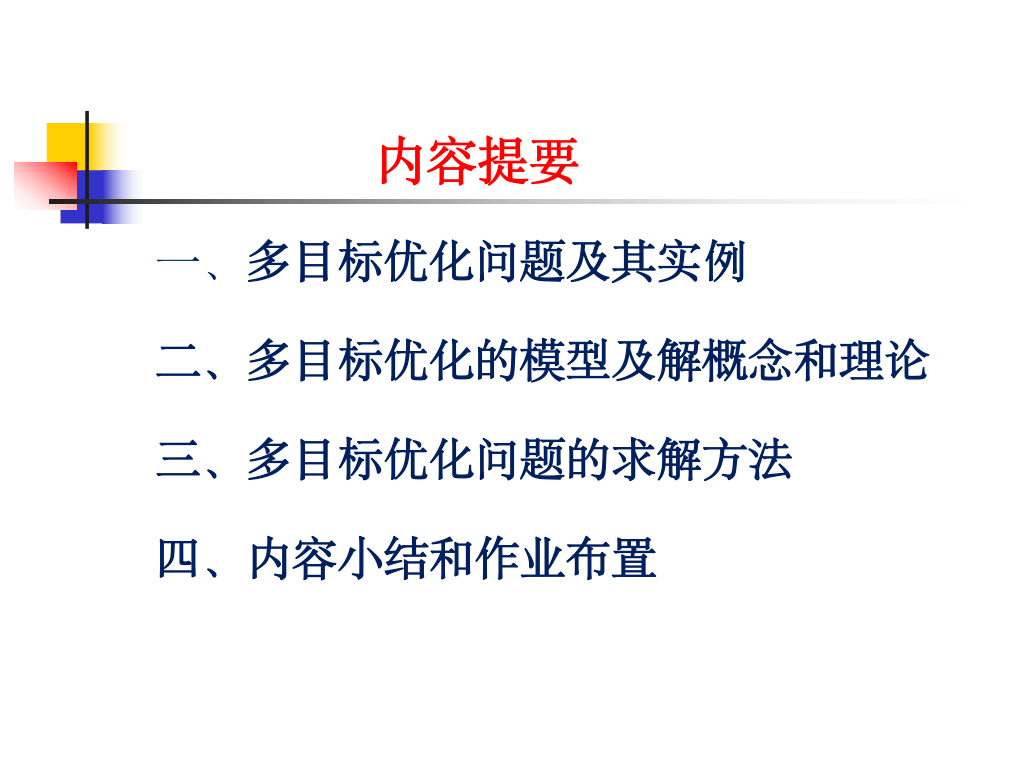 内容提要
一、多目标优化问题及其实例
二、多目标优化的模型及解概念和理论
三、多目标优化问题的求解方法
四、内容小结和作业布置